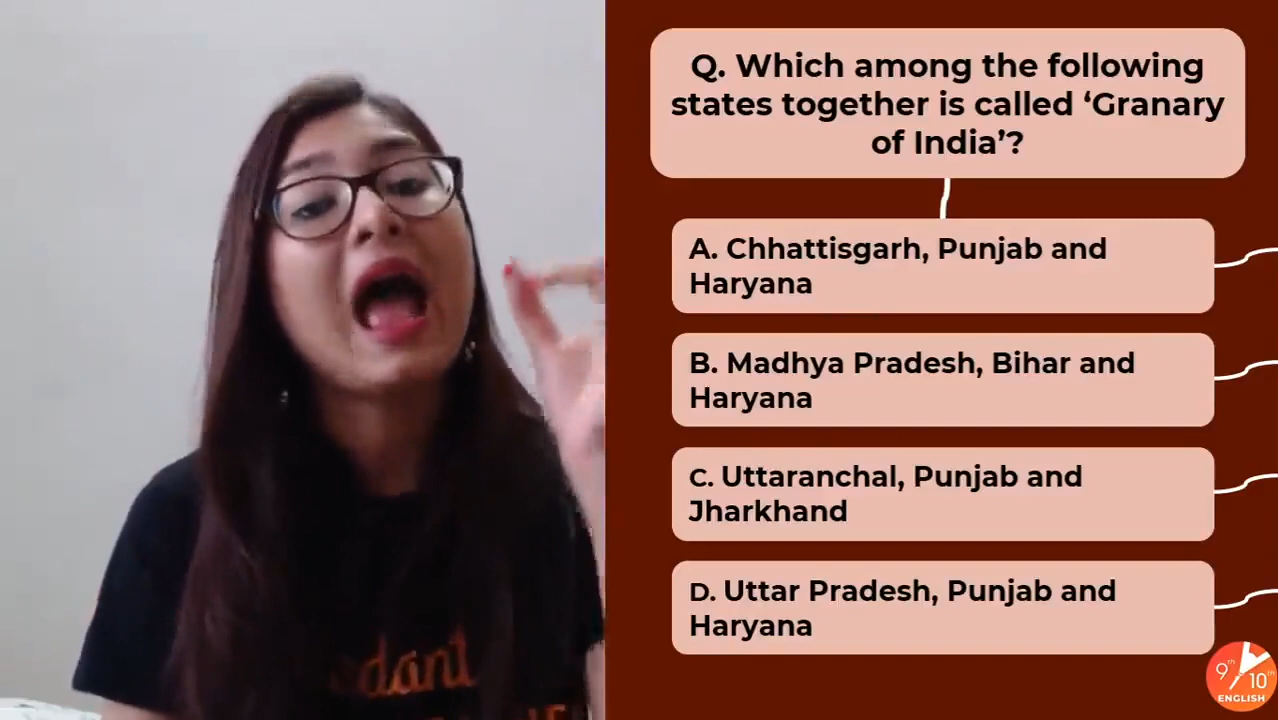 Q. Which among the following
states together is called ‘Granary
of India’?
A. Chhattisgarh, Punjab and
Haryana
B. Madhya Pradesh, Bihar and
Haryana
C. Uttaranchal, Punjab and
Jharkhand
D. Uttar Pradesh, Punjab and
Haryana
9th 10th
ENGLISH